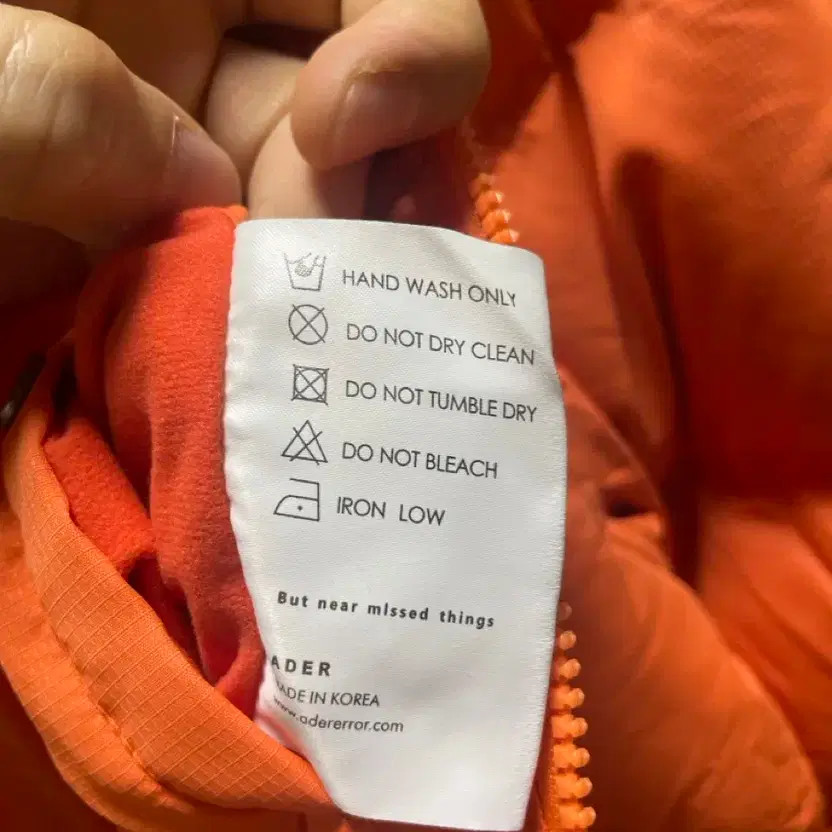 HAND WASH ONLY
DO NOT DRY CLEAN
DO NOT TUMBLE DRY
DO NOT BLEACH
IRON LOW
But near missed things
ADER
MADE IN KOREA
www.adererror.com